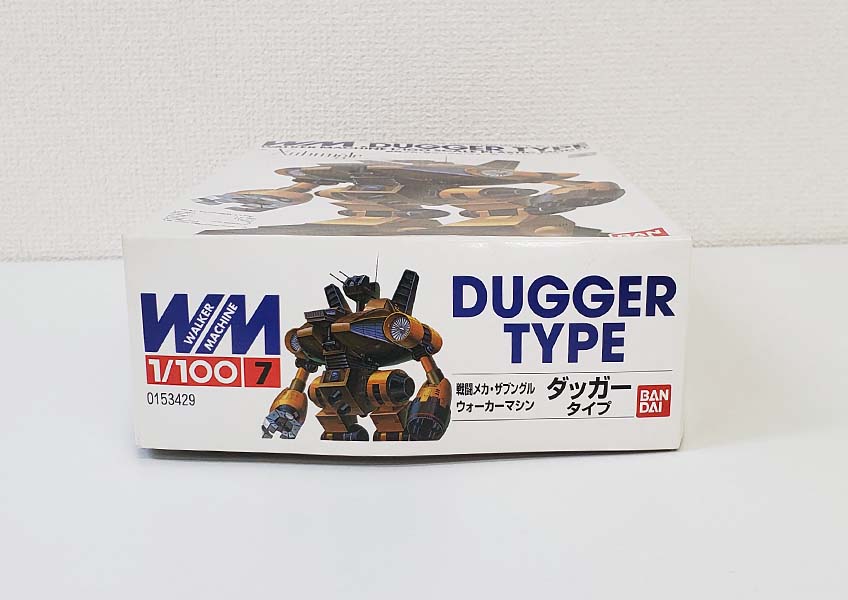 WM DUGGER TYPE
Xabungle
BAN
WM
WALKER
MACHINE
1/100 7
0153429
DUGGER
TYPE
戦闘メカ・ザブングル
ウォーカーマシン
ダッガー
タイプ
BAN
DAI